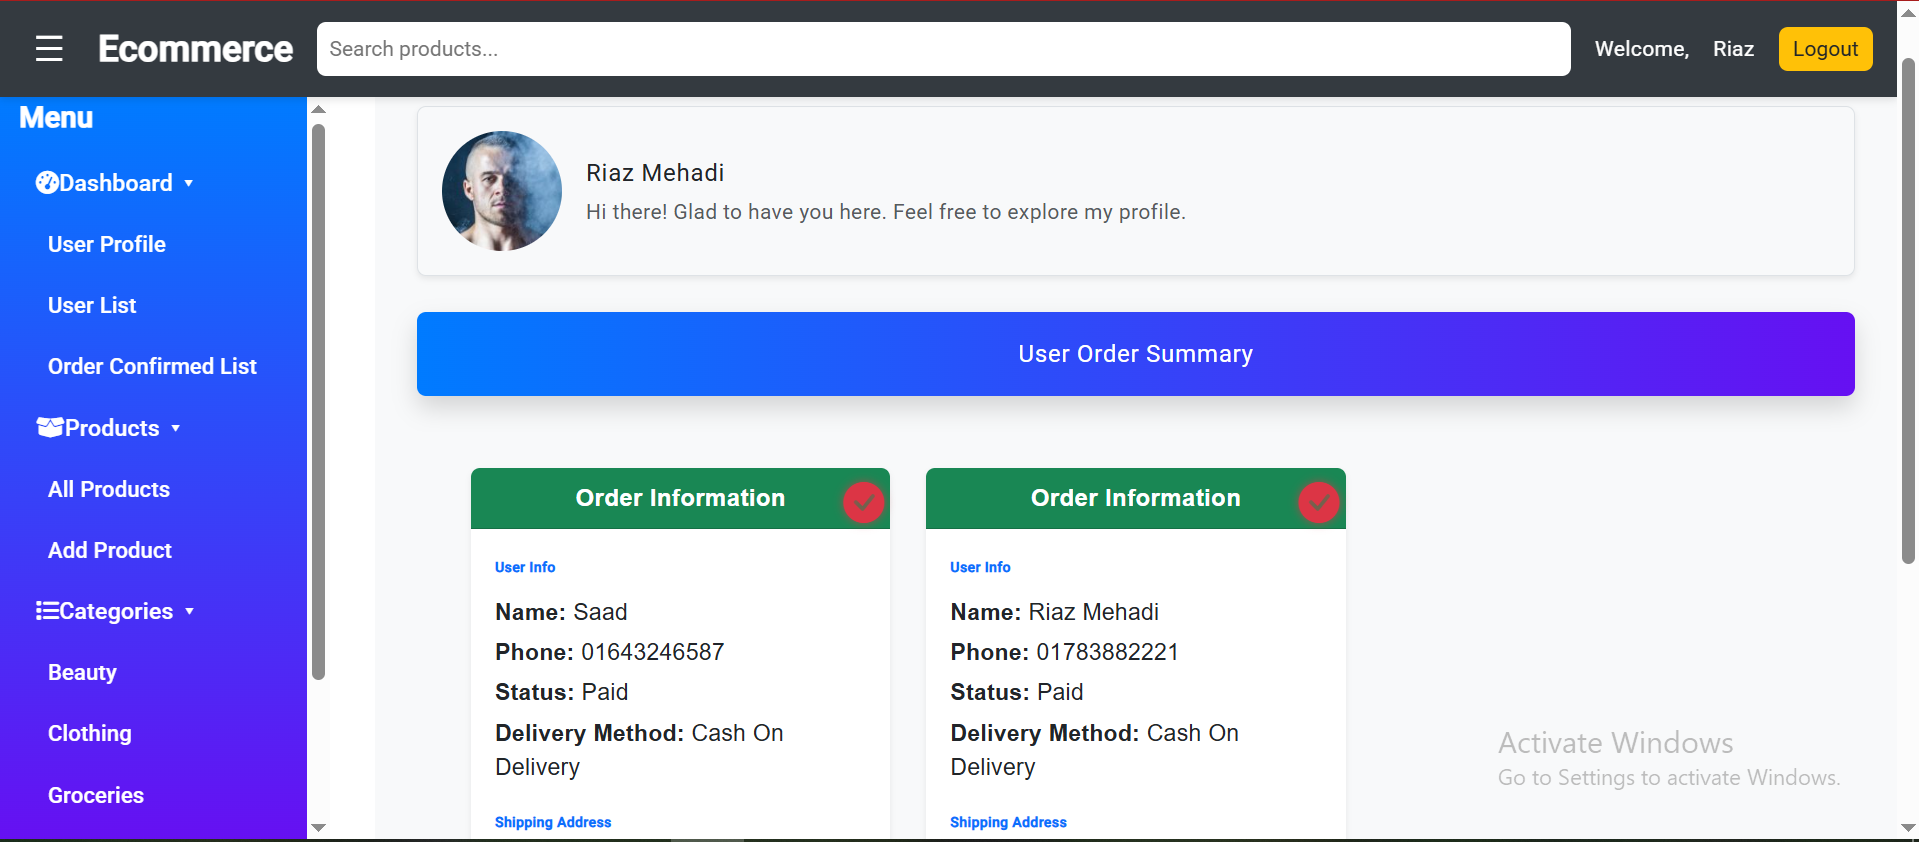 Ecommerce
Search products...
Welcome, Riaz
Logout
Menu
Dashboard
User Profile
User List
Order Confirmed List
Products
All Products
Add Product
Categories
Beauty
Clothing
Groceries
Riaz Mehadi
Hi there! Glad to have you here. Feel free to explore my profile.
User Order Summary
Order Information
User Info
Name: Saad
Phone: 01643246587
Status: Paid
Delivery Method: Cash On
Delivery
Shipping Address
Order Information
User Info
Name: Riaz Mehadi
Phone: 01783882221
Status: Paid
Delivery Method: Cash On
Delivery
Shipping Address
Activate Windows
Go to Settings to activate Windows.